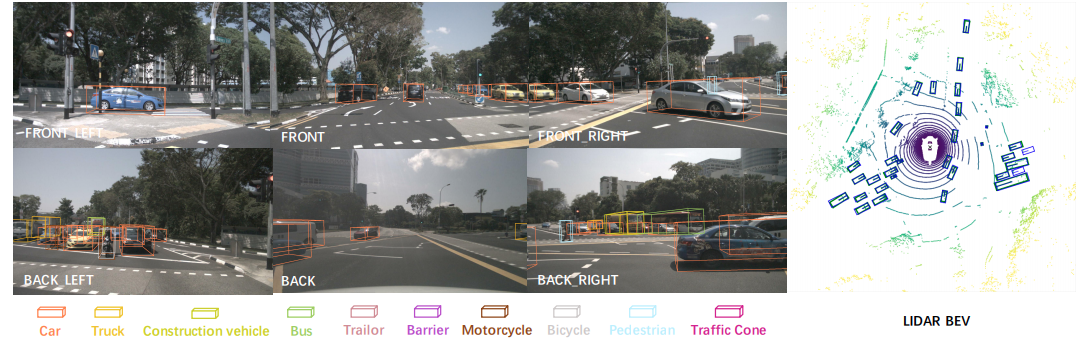 FRONT_LEFT
FRONT
FRONT_RIGHT
BACK_LEFT
BACK
BACK_RIGHT
Car
Truck
Construction vehicle
Bus
Trailor
Barrier
Motorcycle
Bicycle
Pedestrian
Traffic Cone
LIDAR BEV